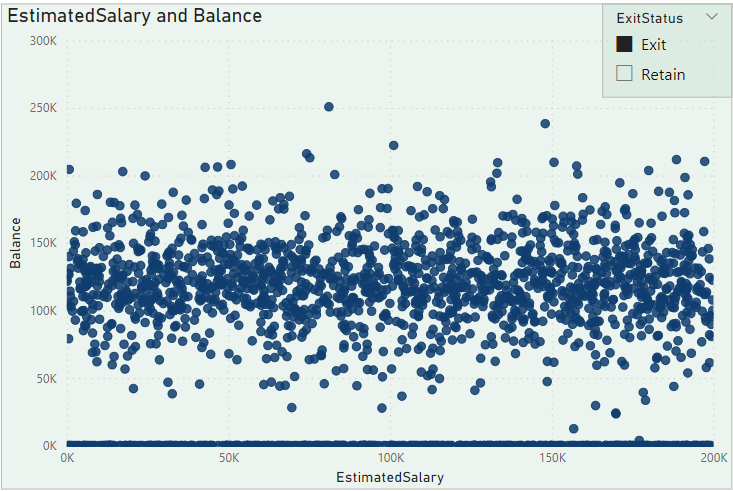 EstimatedSalary and Balance
ExitStatus
Exit
Retain
300K
250K
200K
150K
100K
50K
0K
Balance
0K
50K
100K
150K
200K
EstimatedSalary